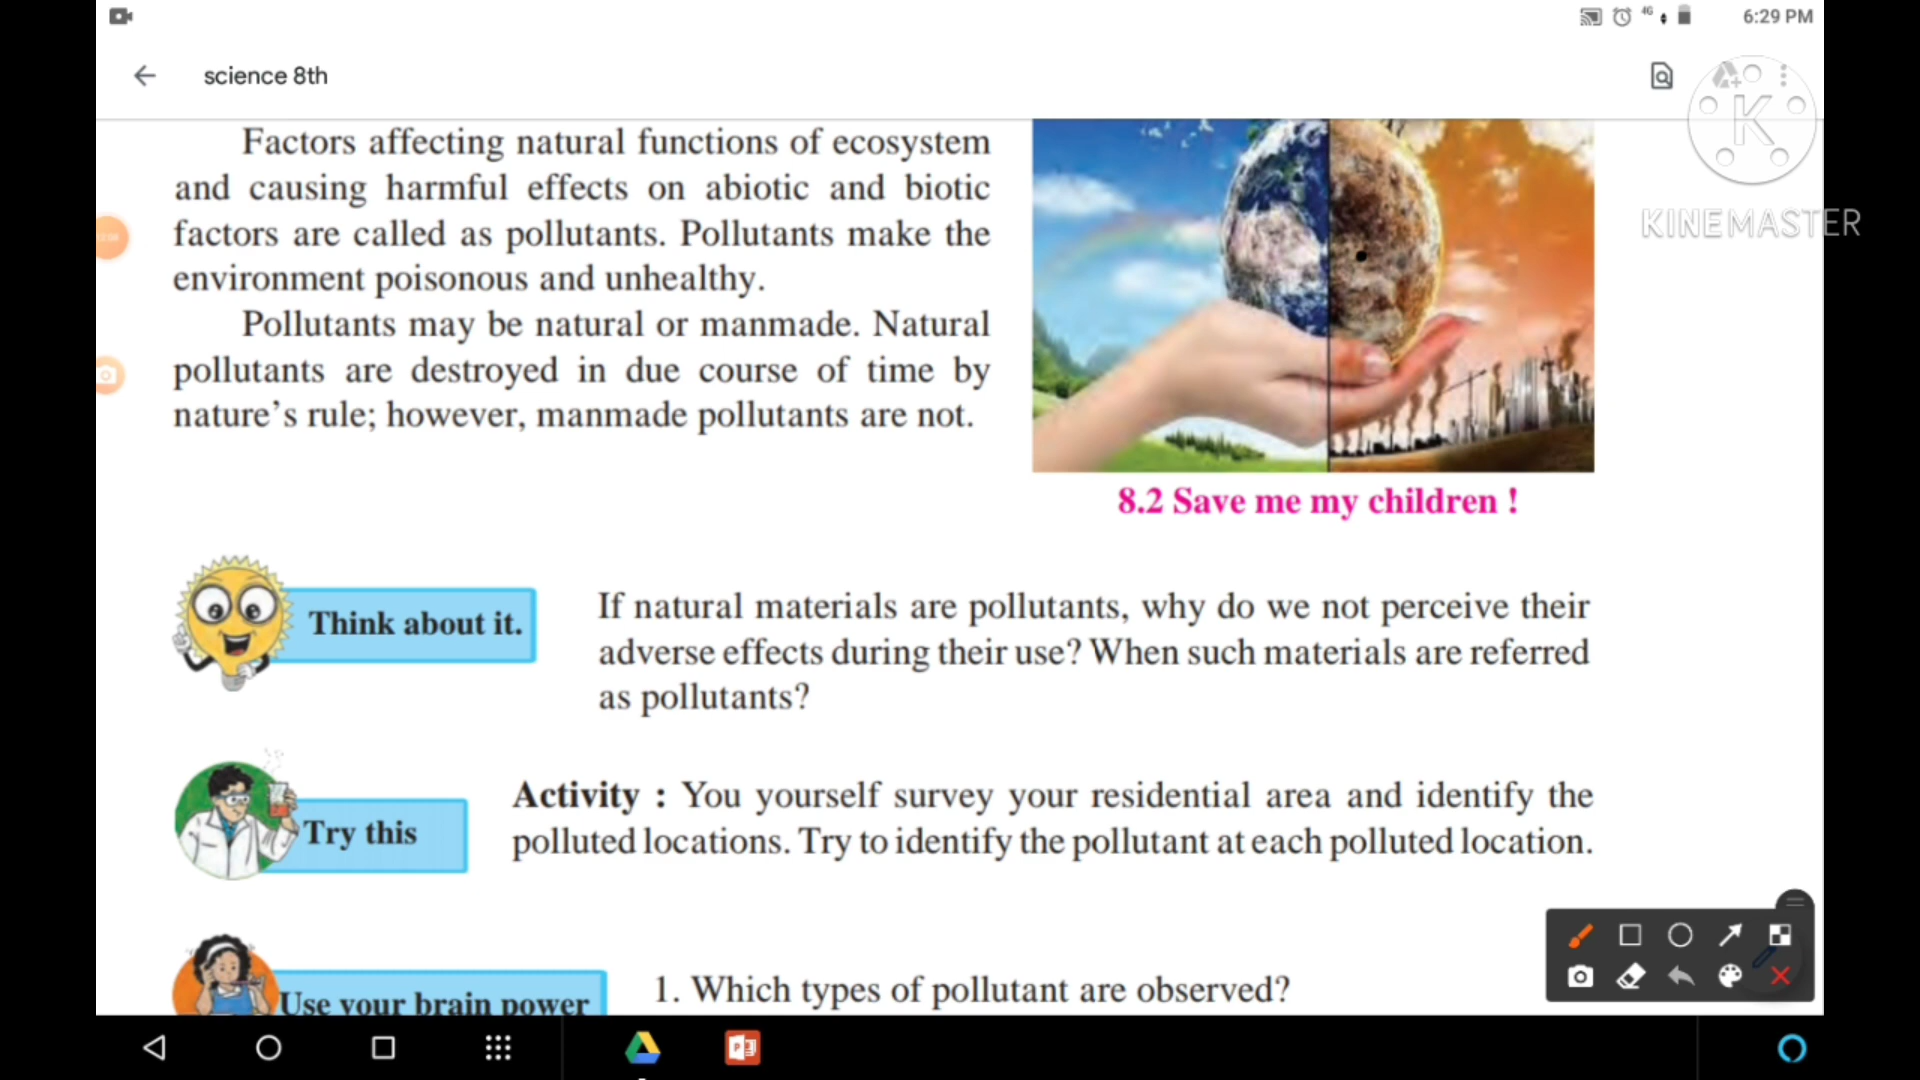 4G
6:29 PM
science 8th
K
KINEMASTER
Factors affecting natural functions of ecosystem
and causing harmful effects on abiotic and biotic
factors are called as pollutants. Pollutants make the
environment poisonous and unhealthy.
Pollutants may be natural or manmade. Natural
pollutants are destroyed in due course of time by
nature’s rule; however, manmade pollutants are not.
8.2 Save me my children !
Think about it.
If natural materials are pollutants, why do we not perceive their
adverse effects during their use? When such materials are referred
as pollutants?
Try this
Activity : You yourself survey your residential area and identify the
polluted locations. Try to identify the pollutant at each polluted location.
Use your brain power
1. Which types of pollutant are observed?